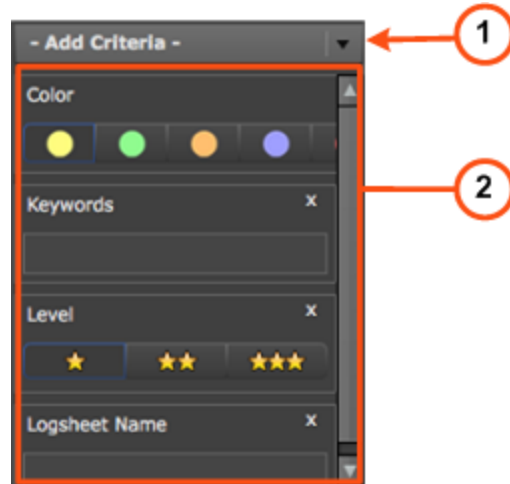 - Add Criteria -
1
Color
2
Keywords x
Level x
Logsheet Name x